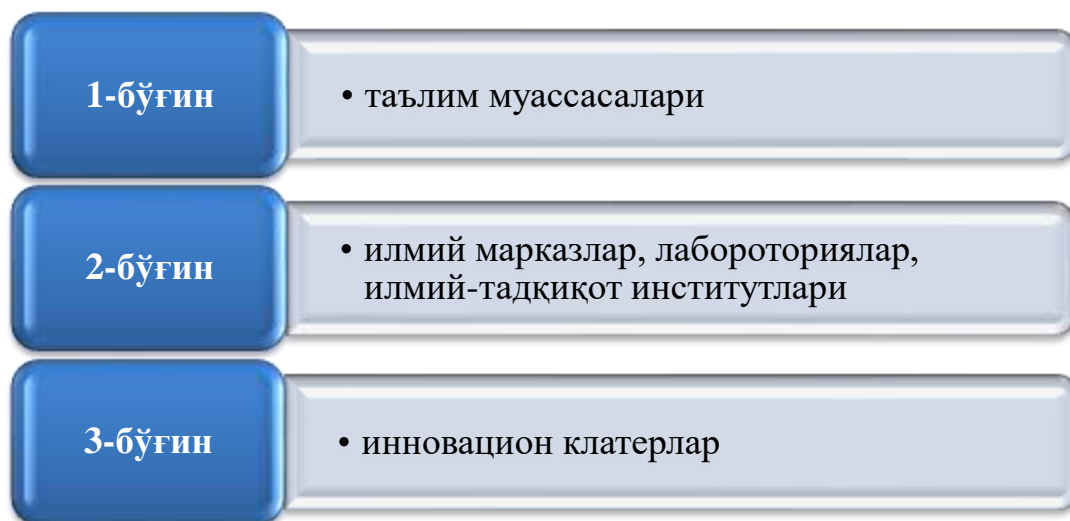 1-бўғин
• таълим муассасалари
2-бўғин
• илмий марказлар, лабороториялар,
илмий-тадқиқот институтлари
3-бўғин
• инновацион клатерлар